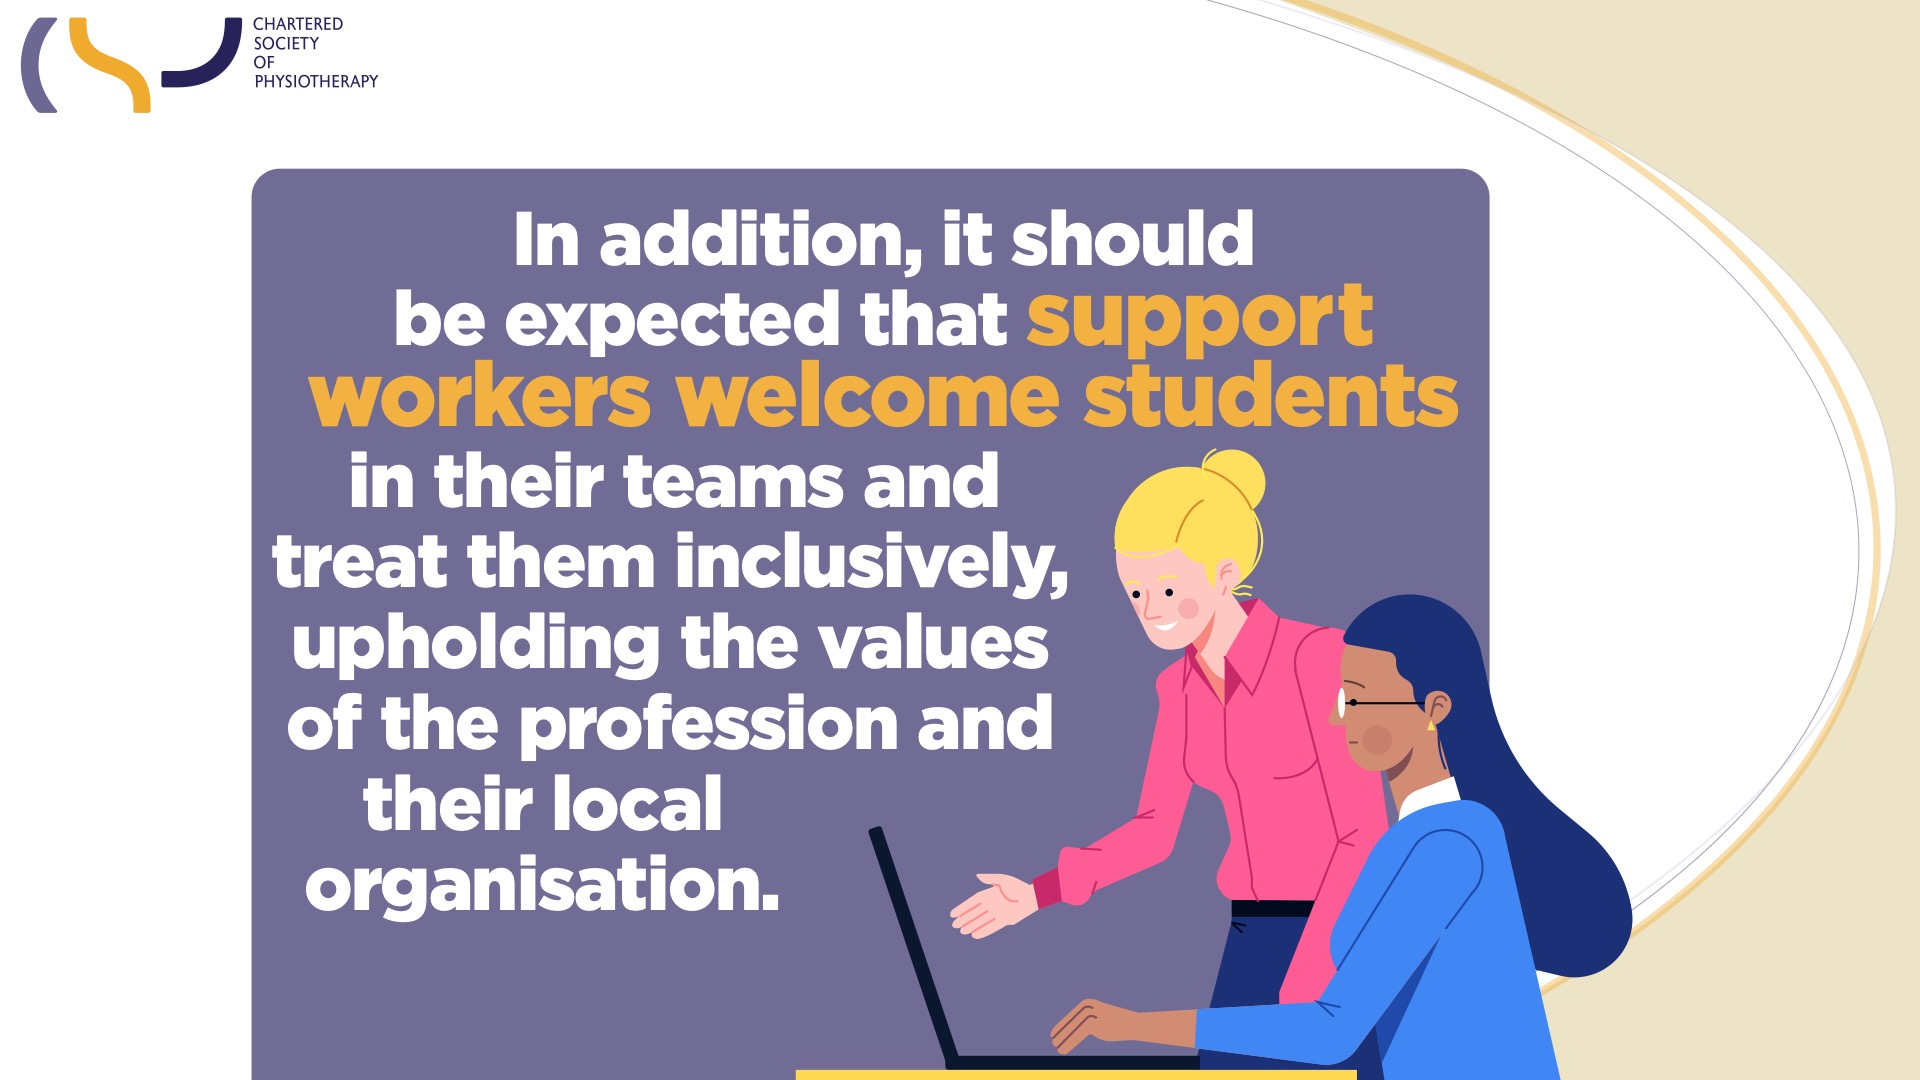 CHARTERED
SOCIETY
OF
PHYSIOTHERAPY
In addition, it should
be expected that support
workers welcome students
in their teams and
treat them inclusively,
upholding the values
of the profession and
their local
organisation.